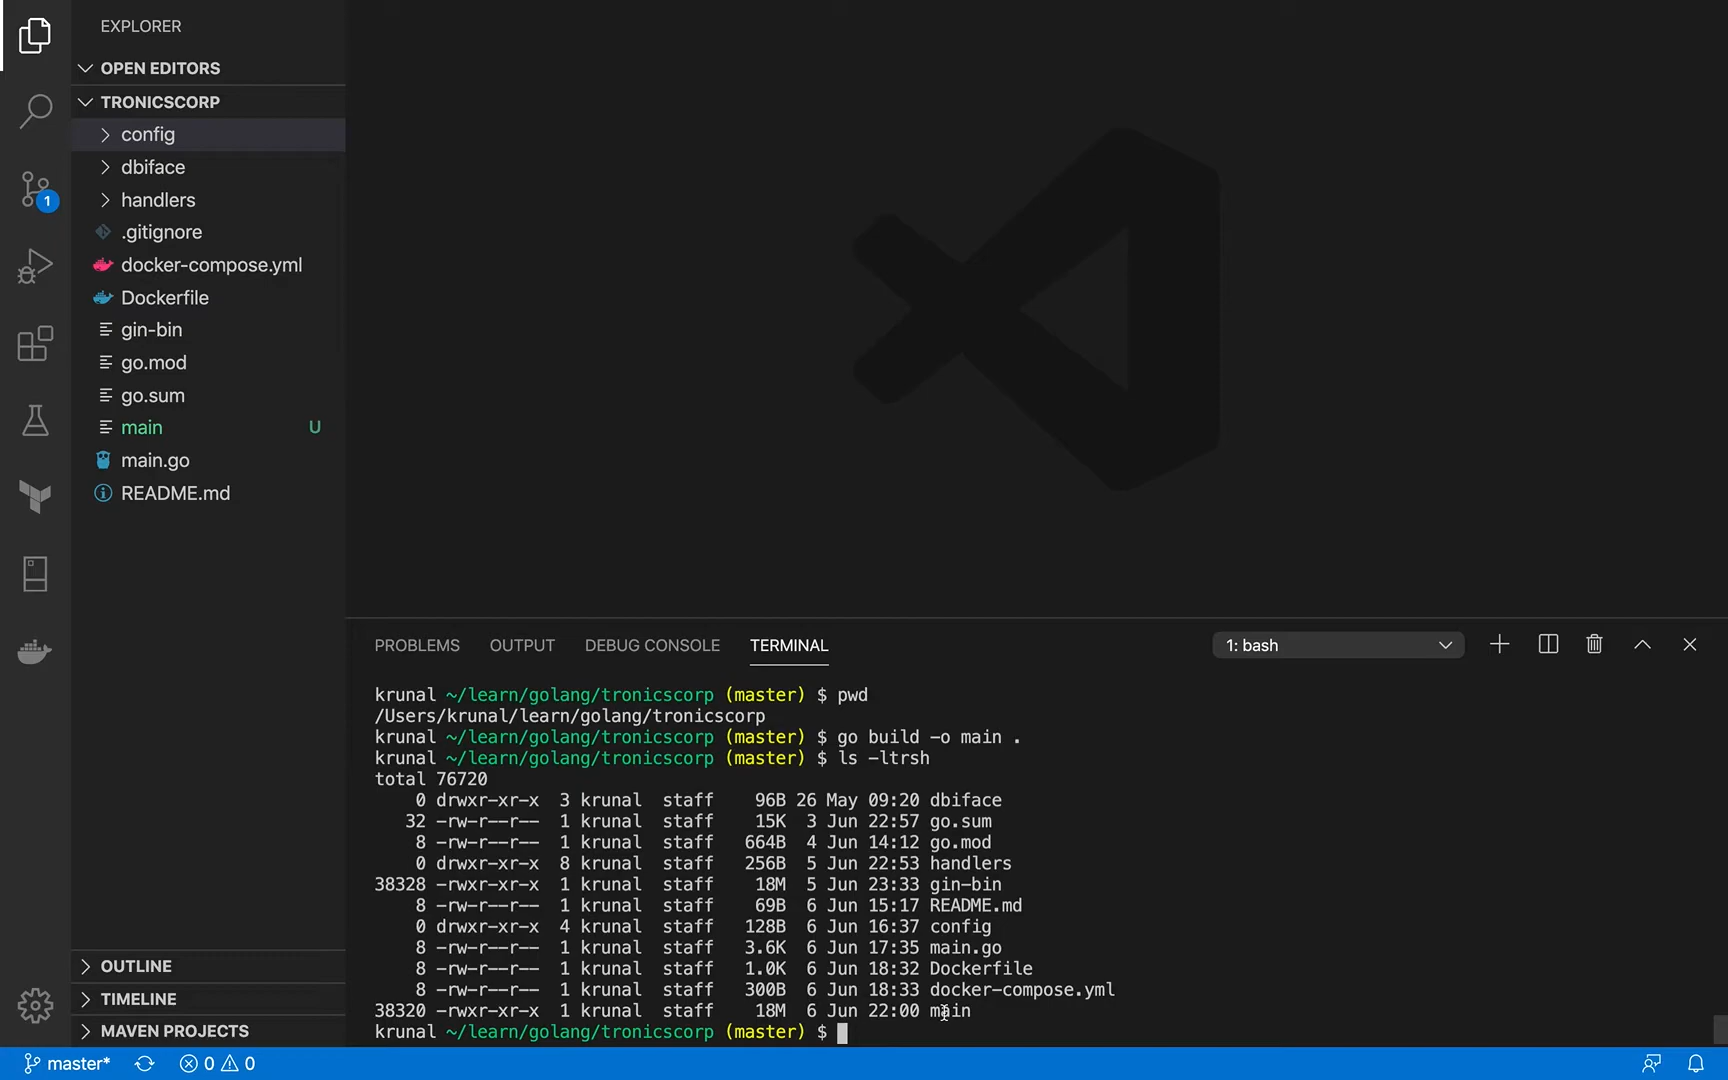 EXPLORER
OPEN EDITORS
TRONICSCORP
config
dbiface
handlers
.gitignore
docker-compose.yml
Dockerfile
gin-bin
go.mod
go.sum
main U
main.go
README.md
OUTLINE
TIMELINE
MAVEN PROJECTS
1
PROBLEMS OUTPUT DEBUG CONSOLE TERMINAL 1: bash
krunal ~/learn/golang/tronicscorp (master) $ pwd
/Users/krunal/learn/golang/tronicscorp
krunal ~/learn/golang/tronicscorp (master) $ go build -o main .
krunal ~/learn/golang/tronicscorp (master) $ ls -ltrsh
total 76720
0 drwxr-xr-x 3 krunal staff 96B 26 May 09:20 dbiface
32 -rw-r--r-- 1 krunal staff 15K 3 Jun 22:57 go.sum
8 -rw-r--r-- 1 krunal staff 664B 4 Jun 14:12 go.mod
0 drwxr-xr-x 8 krunal staff 256B 5 Jun 22:53 handlers
38328 -rwxr-xr-x 1 krunal staff 18M 5 Jun 23:33 gin-bin
8 -rw-r--r-- 1 krunal staff 69B 6 Jun 15:17 README.md
0 drwxr-xr-x 4 krunal staff 128B 6 Jun 16:37 config
8 -rw-r--r-- 1 krunal staff 3.6K 6 Jun 17:35 main.go
8 -rw-r--r-- 1 krunal staff 1.0K 6 Jun 18:32 Dockerfile
8 -rw-r--r-- 1 krunal staff 300B 6 Jun 18:33 docker-compose.yml
38320 -rwxr-xr-x 1 krunal staff 18M 6 Jun 22:00 main
krunal ~/learn/golang/tronicscorp (master) $
master* 0 0